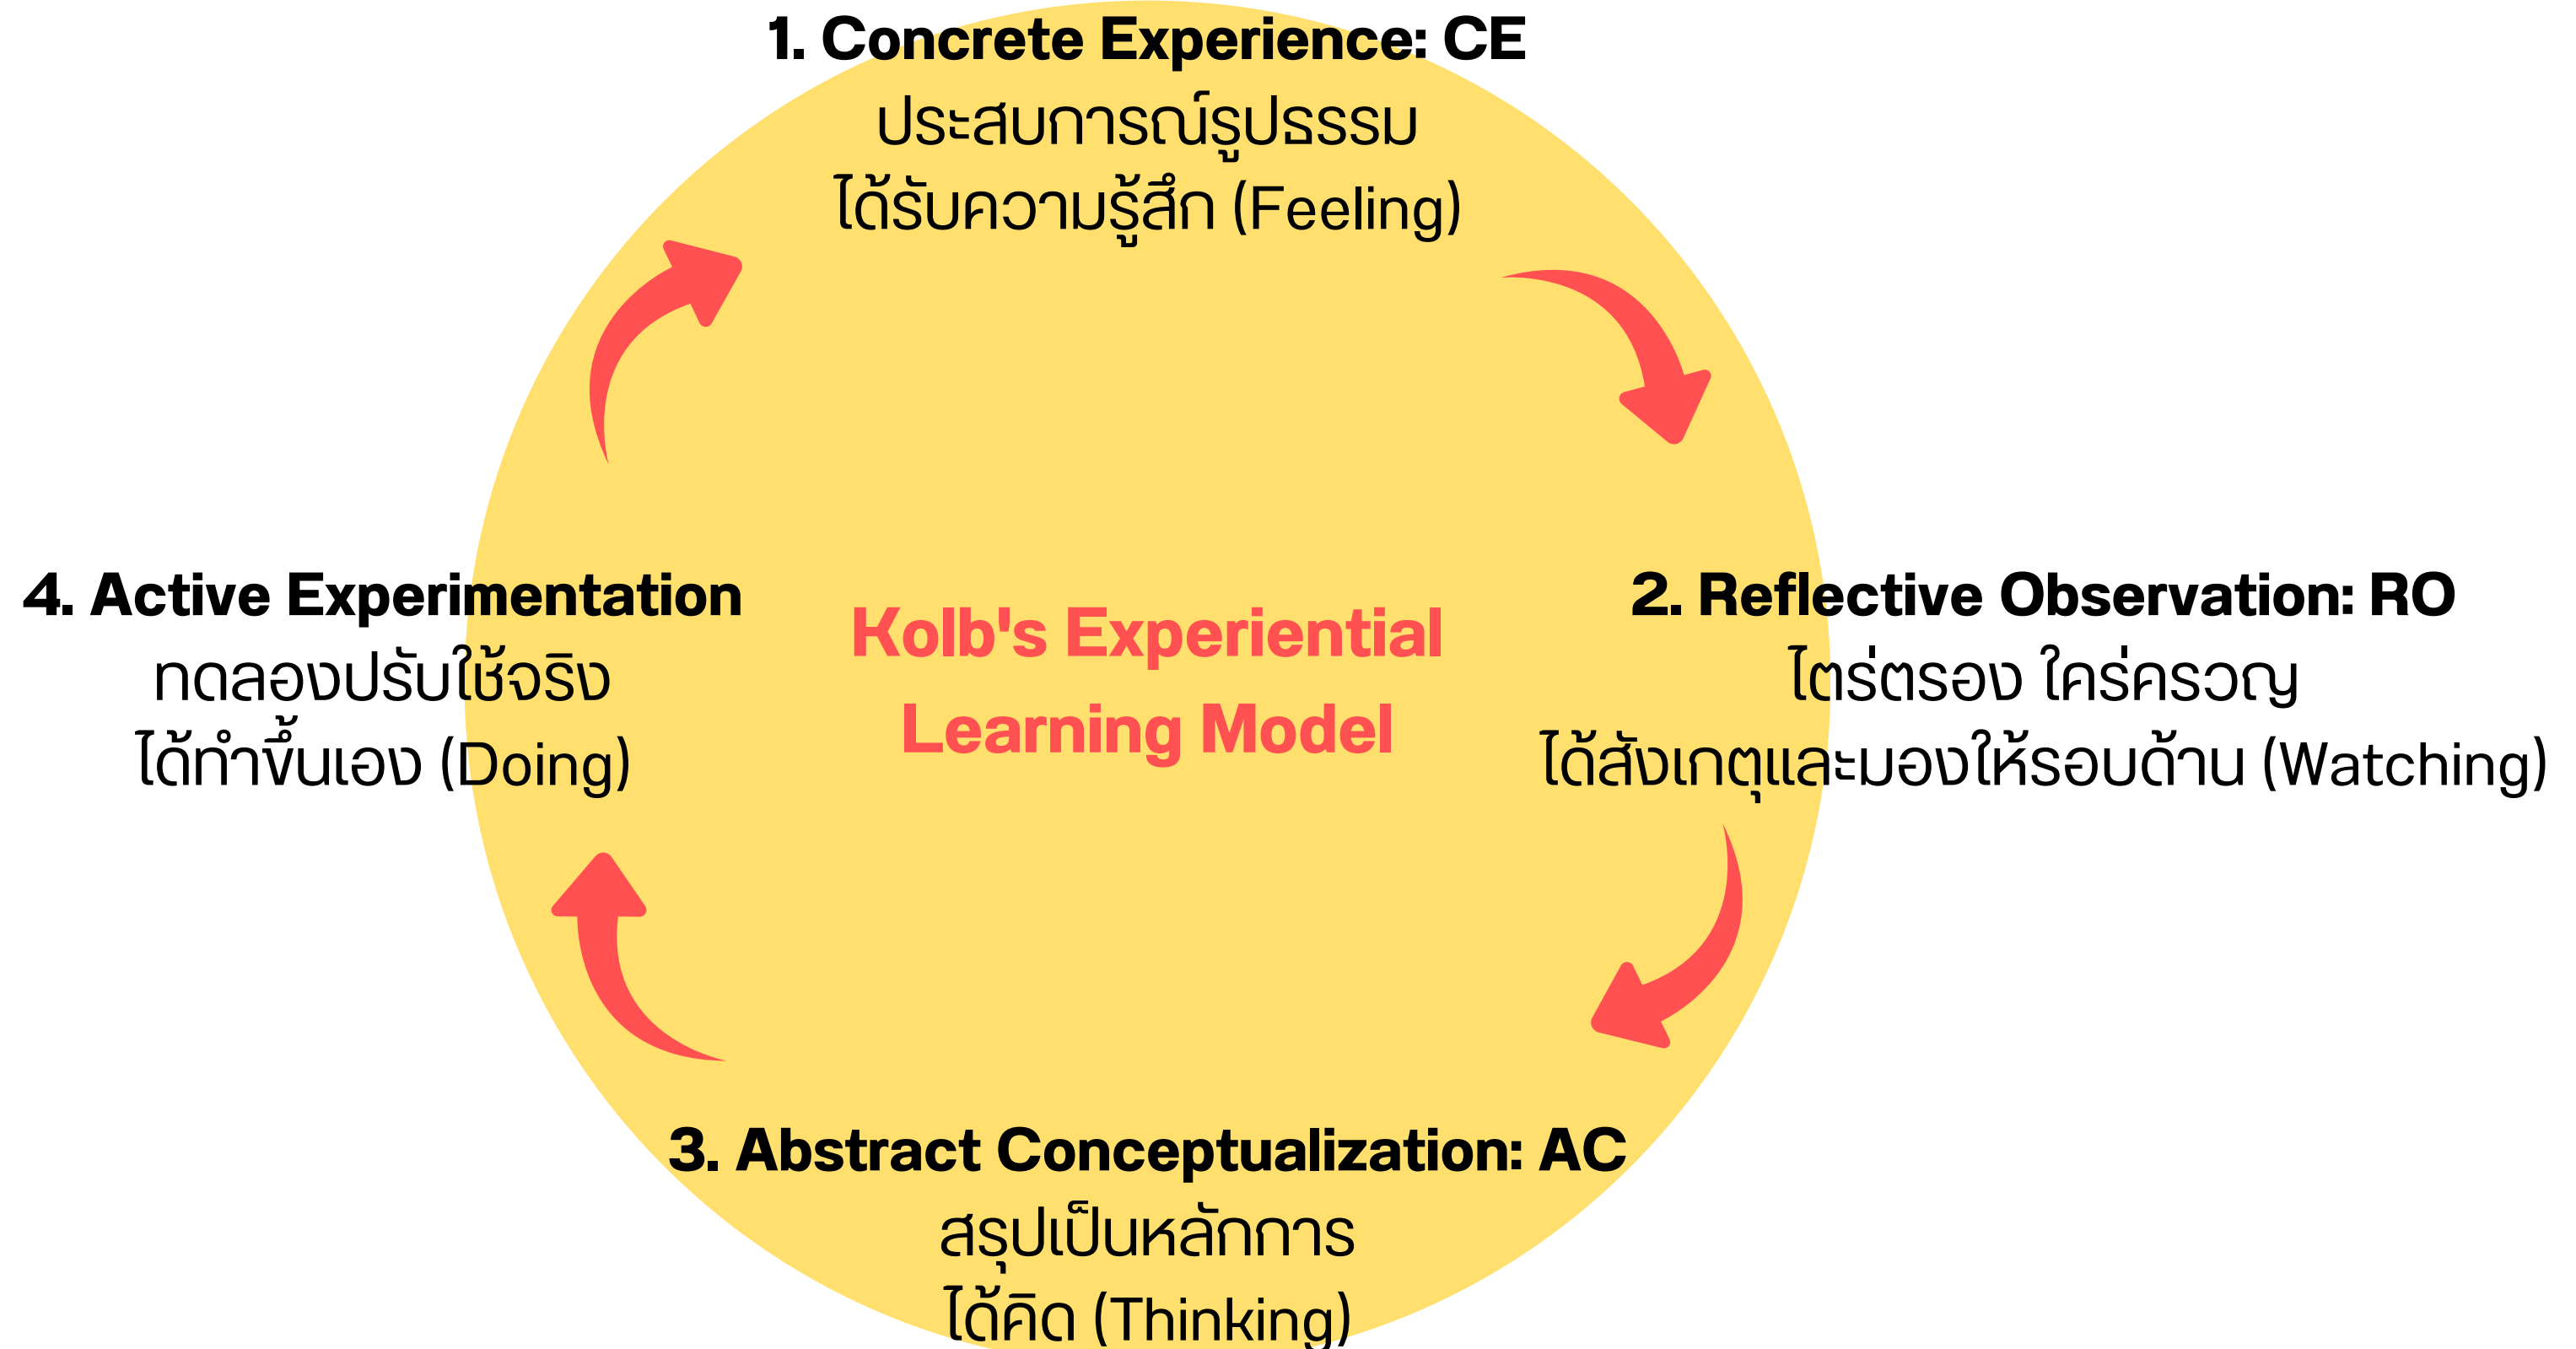 1. Concrete Experience: CE
ประสบการณ์รูปธรรม
ได้รับความรู้สึก (Feeling)
2. Reflective Observation: RO
ไตร่ตรอง ใคร่ครวญ
ได้สังเกตุและมองให้รอบด้าน (Watching)
3. Abstract Conceptualization: AC
สรุปเป็นหลักการ
ได้คิด (Thinking)
4. Active Experimentation
ทดลองปรับใช้จริง
ได้ทำขึ้นเอง (Doing)
Kolb's Experiential
Learning Model